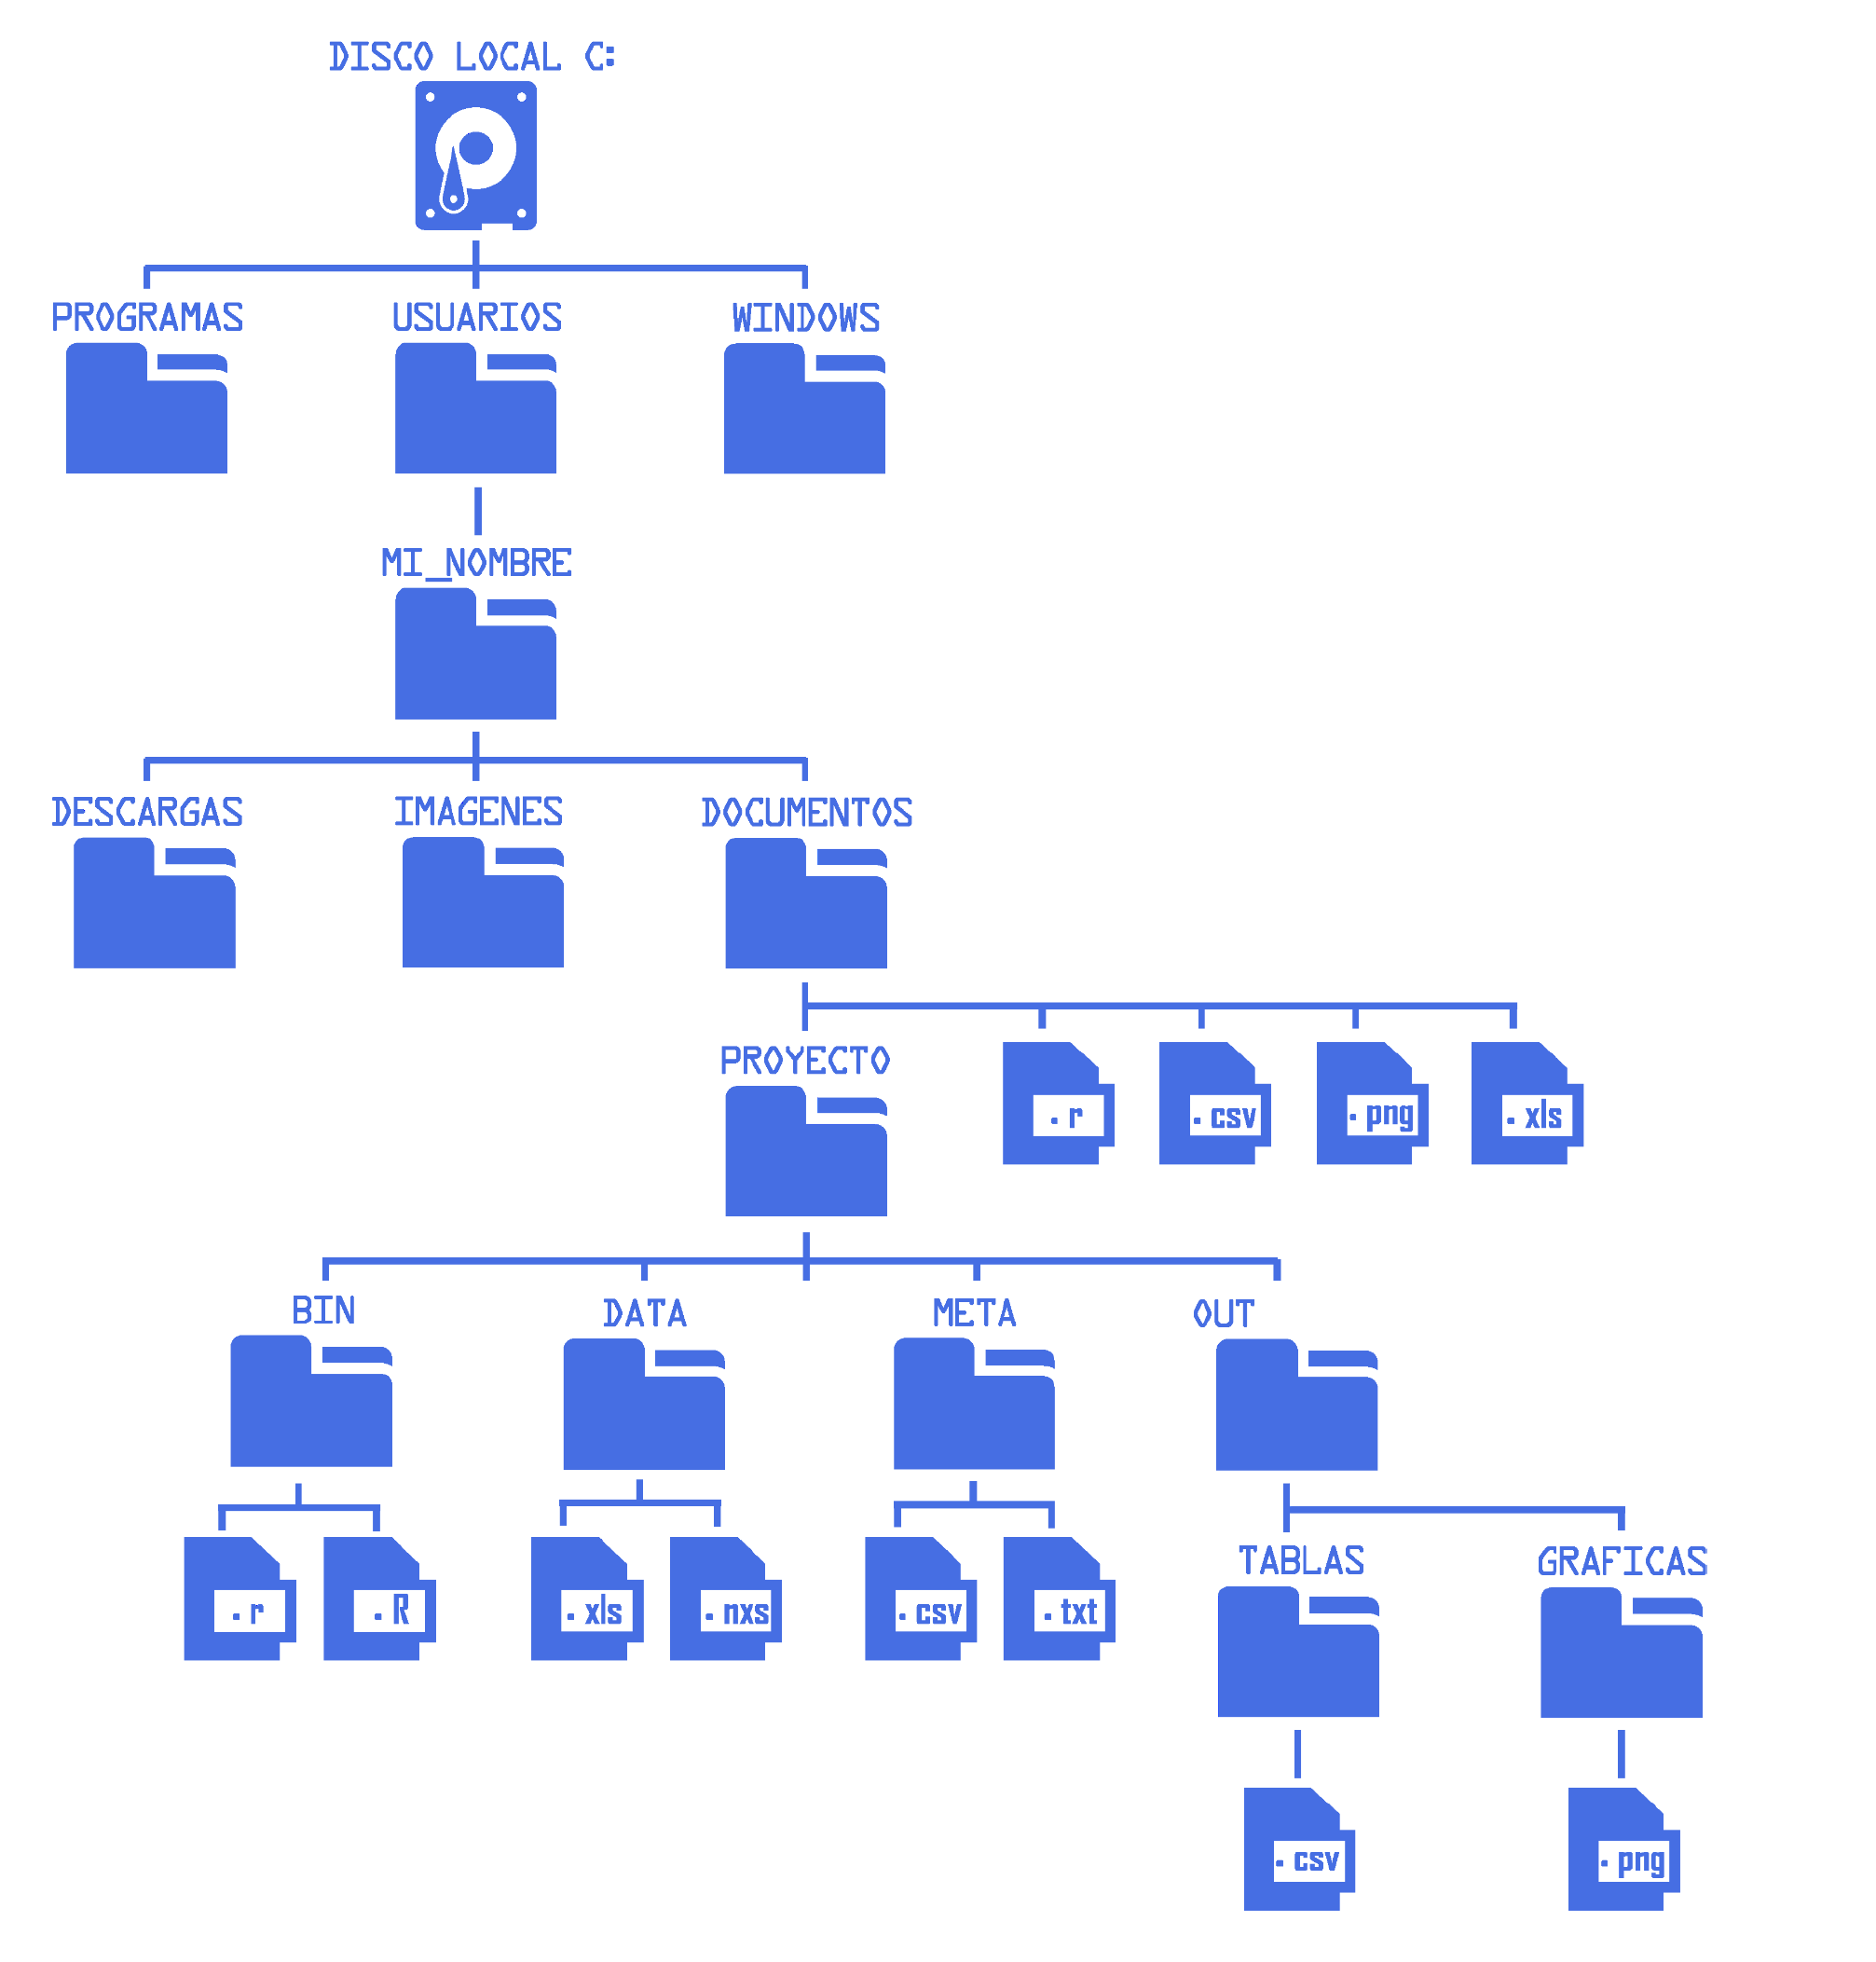 DISCO LOCAL C:
PROGRAMAS USUARIOS WINDOWS
MI_NOMBRE
DESCARGAS IMAGENES DOCUMENTOS
PROYECTO
.r .csv .png .xls
BIN DATA META OUT
TABLAS GRAFICAS
.r .R .xls .nxs .csv .txt
.csv .png